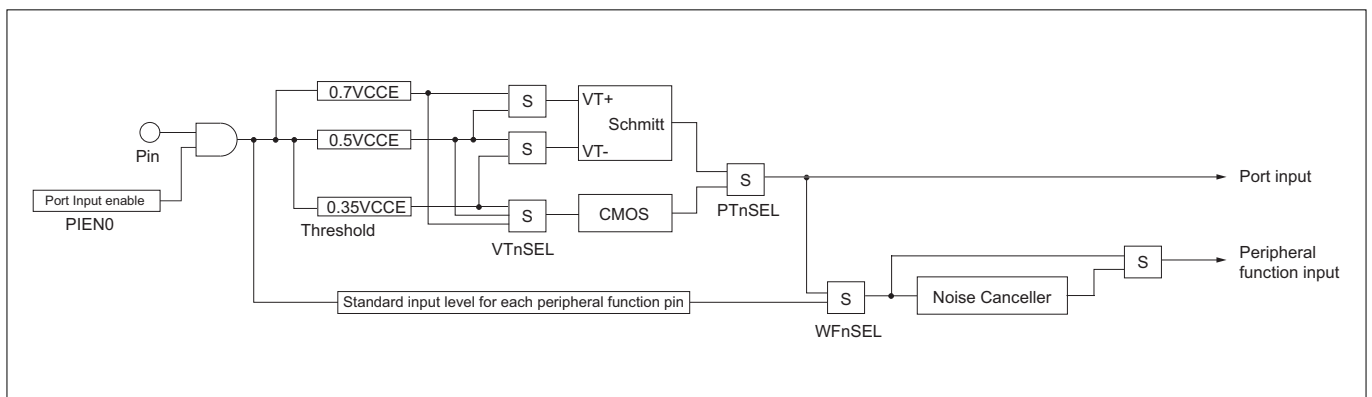 0.7VCCE
S
VT+
Schmitt
VT-
Pin
0.5VCCE
S
S
PTnSEL
Port input
Port Input enable
PIEN0
0.35VCCE
Threshold
S
VTnSEL
CMOS
S
Peripheral
function input
Standard input level for each peripheral function pin
S
WFnSEL
Noise Canceller